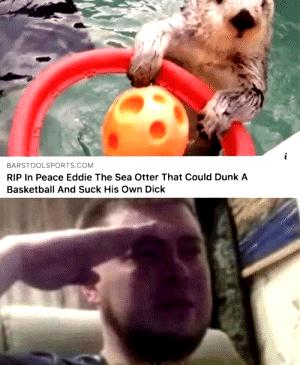 i
BARSTOOLSPORTS.COM
RIP In Peace Eddie The Sea Otter That Could Dunk A
Basketball And Suck His Own Dick